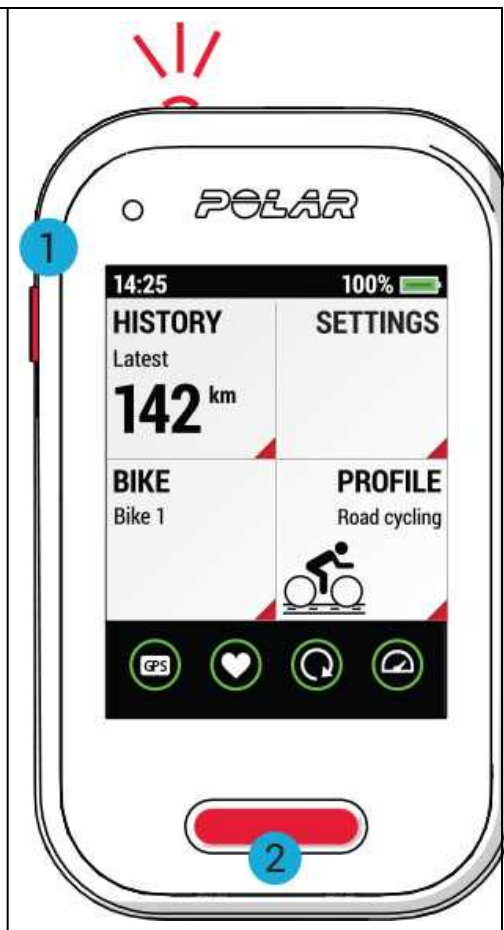 POLAR
1
14:25 100%
HISTORY SETTINGS
Latest
142 km
BIKE PROFILE
Bike 1 Road cycling
GPS
2